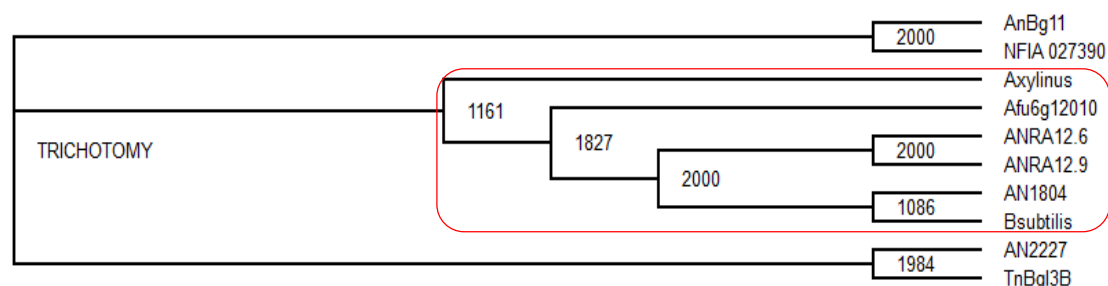 AnBg11
2000
NFIA 027390
Axylinus
1161
Afu6g12010
TRICHOTOMY
1827
ANRA12.6
2000
ANRA12.9
2000
AN1804
1086
Bsubtilis
AN2227
1984
TnBgl3B